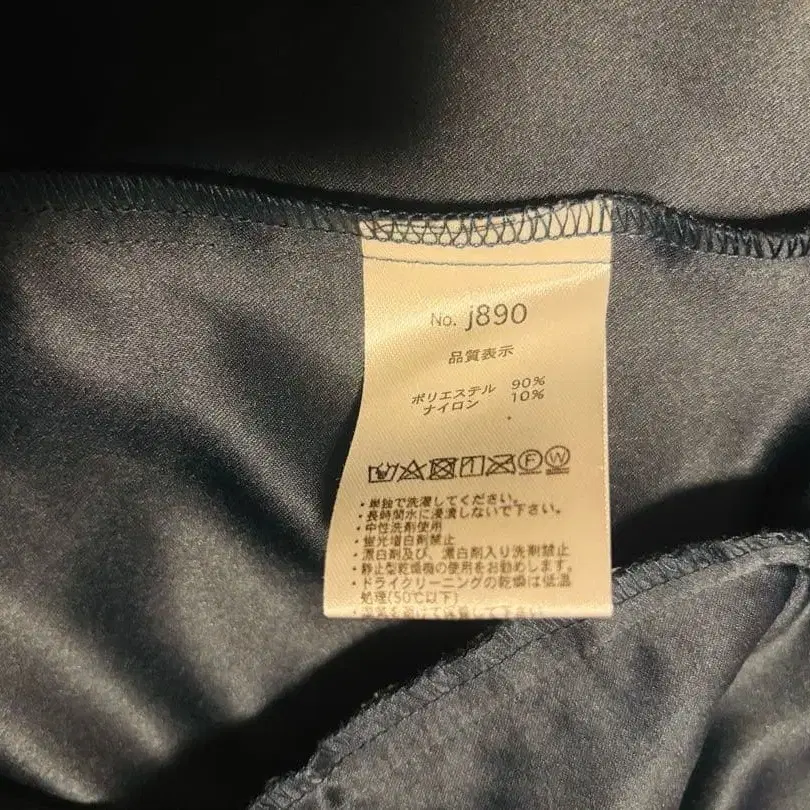 No. j890
品質表示
ポリエステル 90%
ナイロン 10%
F W
・単独で洗濯してください。
・長時間水に浸漬しないで下さい。
・中性洗剤使用
・蛍光増白剤禁止
・漂白剤及び、漂白剤入り洗剤禁止
・静止型乾燥機の使用をお勧めします。
・ドライクリーニングの乾燥は低温
処理(50℃以下)